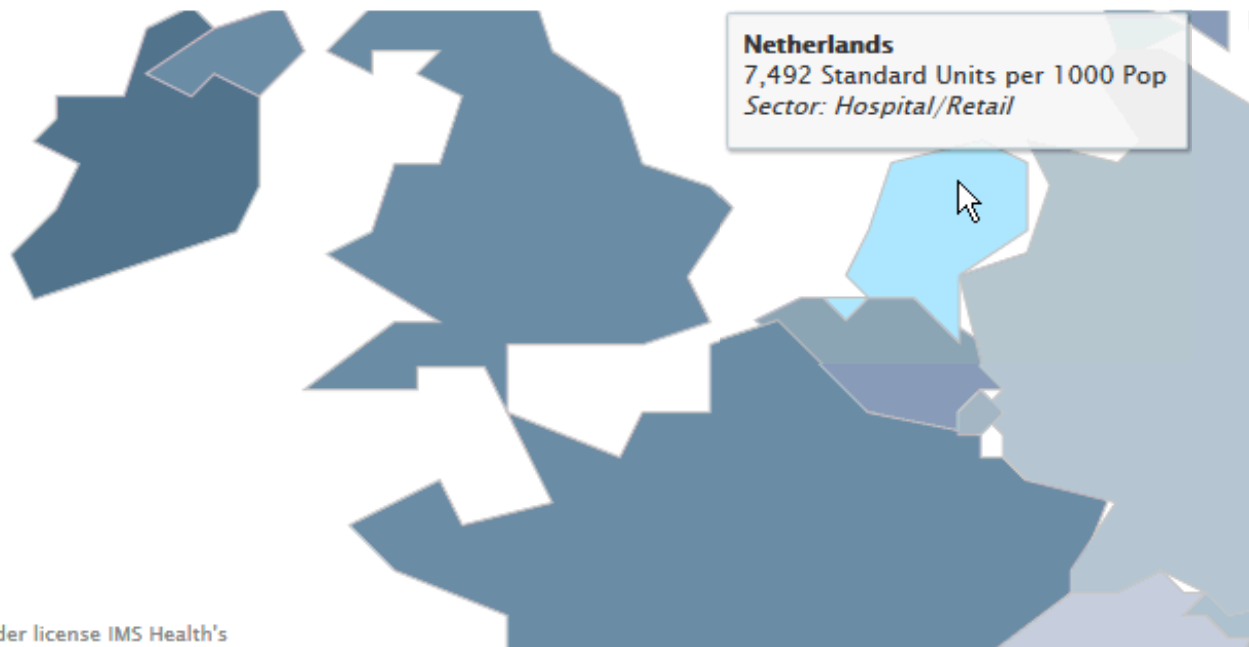 Netherlands
7,492 Standard Units per 1000 Pop
Sector: Hospital/Retail
der license IMS Health's